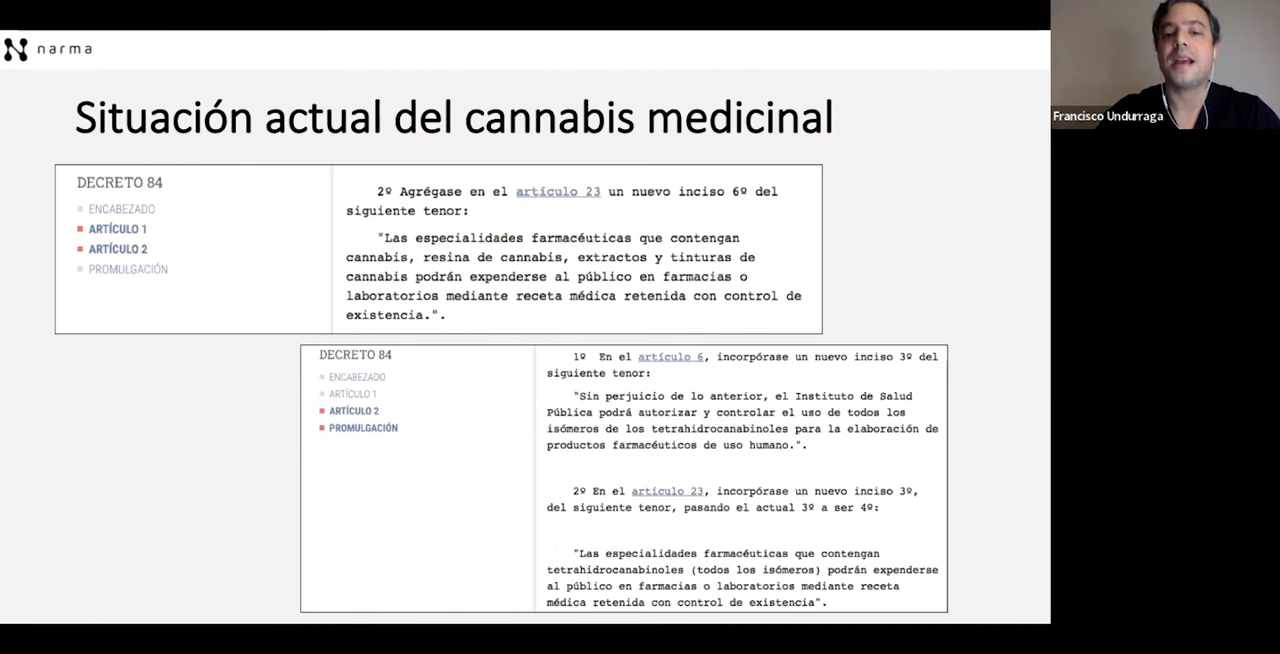 narma
Francisco Undurraga
Situación actual del cannabis medicinal
DECRETO 84
ENCABEZADO
ARTÍCULO 1
ARTÍCULO 2
PROMULGACIÓN
2º Agrégase en el artículo 23 un nuevo inciso 6º del
siguiente tenor:
"Las especialidades farmacéuticas que contengan
cannabis, resina de cannabis, extractos y tinturas de
cannabis podrán expenderse al público en farmacias o
laboratorios mediante receta médica retenida con control de
existencia.".
DECRETO 84
ENCABEZADO
ARTÍCULO 1
ARTÍCULO 2
PROMULGACIÓN
1º En el artículo 6, incorpórase un nuevo inciso 3º del
siguiente tenor:
"Sin perjuicio de lo anterior, el Instituto de Salud
Pública podrá autorizar y controlar el uso de todos los
isómeros de los tetrahidrocanabinoles para la elaboración de
productos farmacéuticos de uso humano.".
2º En el artículo 23, incorpórase un nuevo inciso 3º,
del siguiente tenor, pasando el actual 3º a ser 4º:
"Las especialidades farmacéuticas que contengan
tetrahidrocanabinoles (todos los isómeros) podrán expenderse
al público en farmacias o laboratorios mediante receta
médica retenida con control de existencia".